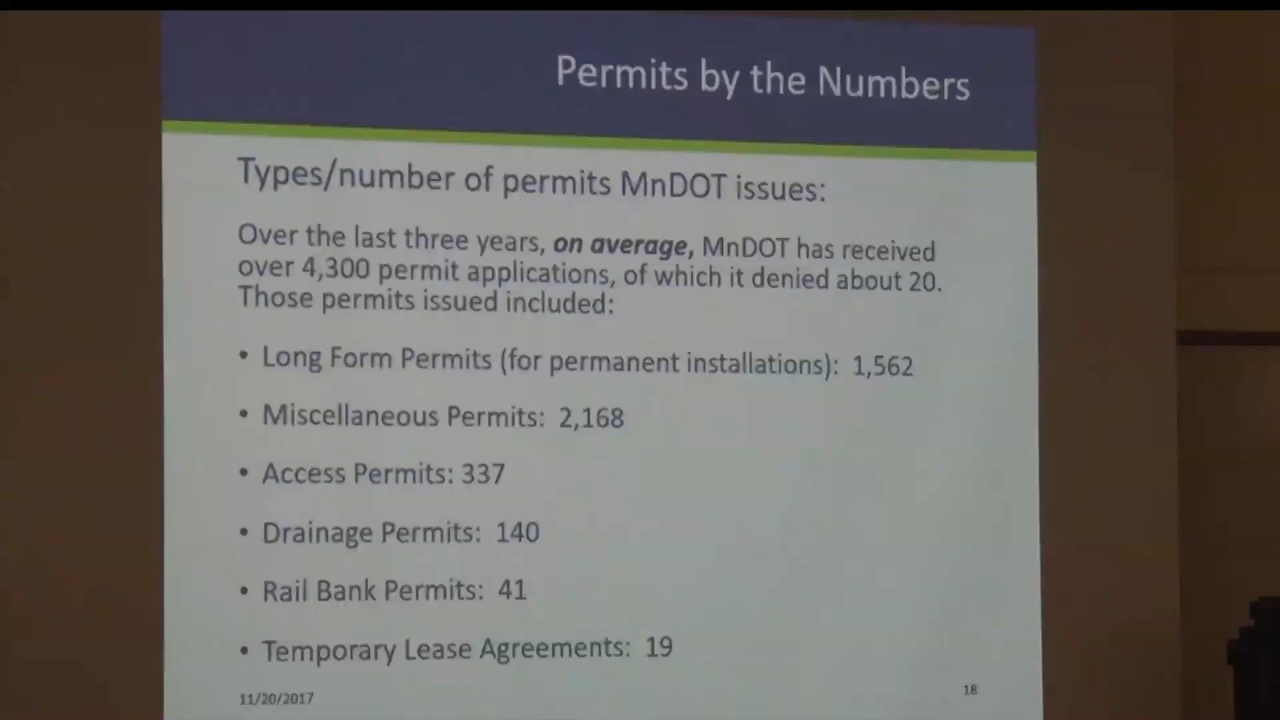 Permits by the Numbers
Types/number of permits MnDOT issues:
Over the last three years, on average, MnDOT has received
over 4,300 permit applications, of which it denied about 20.
Those permits issued included:
• Long Form Permits (for permanent installations): 1,562
• Miscellaneous Permits: 2,168
• Access Permits: 337
• Drainage Permits: 140
• Rail Bank Permits: 41
• Temporary Lease Agreements: 19
11/20/2017
18